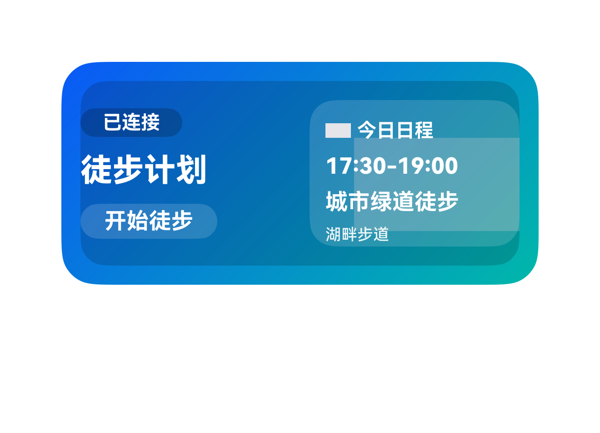 已连接
徒步计划
开始徒步
今日日程
17:30-19:00
城市绿道徒步
湖畔步道